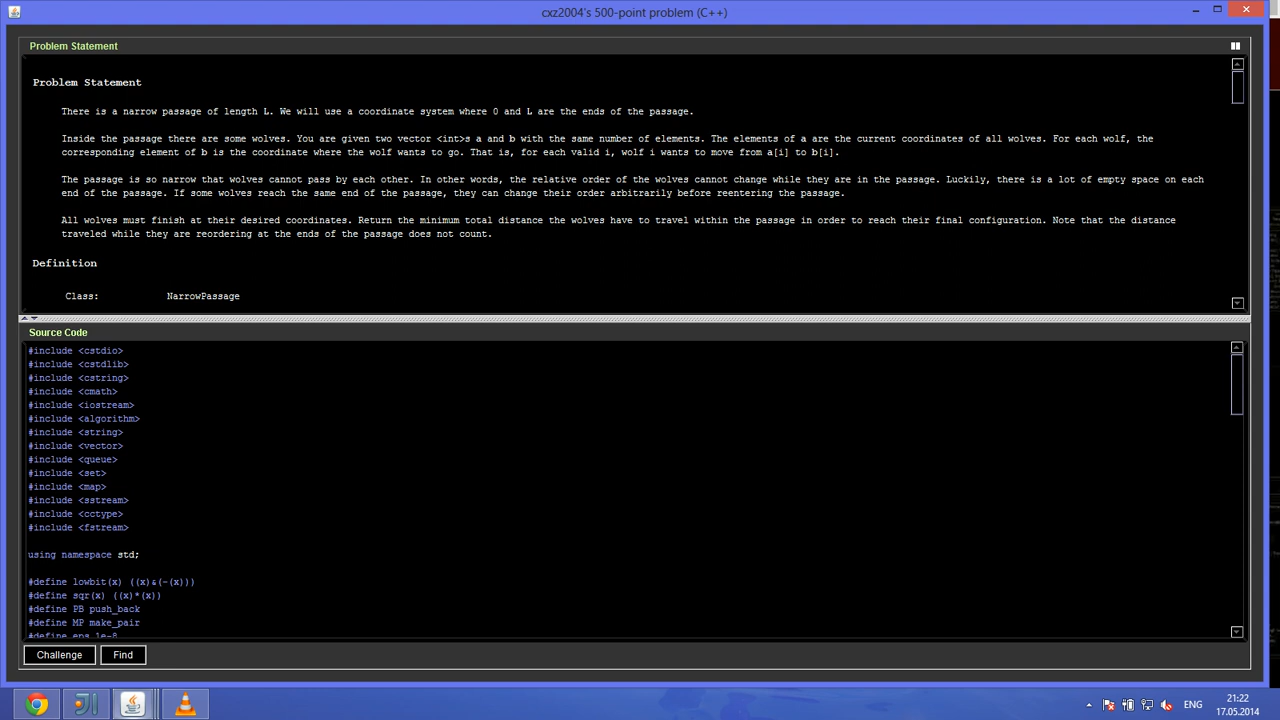 cxz2004's 500-point problem (C++)
Problem Statement
Problem Statement
There is a narrow passage of length L. We will use a coordinate system where 0 and L are the ends of the passage.
Inside the passage there are some wolves. You are given two vector <int>s a and b with the same number of elements. The elements of a are the current coordinates of all wolves. For each wolf, the
corresponding element of b is the coordinate where the wolf wants to go. That is, for each valid i, wolf i wants to move from a[i] to b[i].
The passage is so narrow that wolves cannot pass by each other. In other words, the relative order of the wolves cannot change while they are in the passage. Luckily, there is a lot of empty space on each
end of the passage. If some wolves reach the same end of the passage, they can change their order arbitrarily before reentering the passage.
All wolves must finish at their desired coordinates. Return the minimum total distance the wolves have to travel within the passage in order to reach their final configuration. Note that the distance
traveled while they are reordering at the ends of the passage does not count.
Definition
Class: NarrowPassage
Source Code
#include <cstdio>
#include <cstdlib>
#include <cstring>
#include <cmath>
#include <iostream>
#include <algorithm>
#include <string>
#include <vector>
#include <queue>
#include <set>
#include <map>
#include <sstream>
#include <cctype>
#include <fstream>
using namespace std;
#define lowbit(x) ((x)&(-(x)))
#define sqr(x) ((x)*(x))
#define PB push_back
#define MP make_pair
#define eps 1e-8
Challenge Find
ENG
21:22
17.05.2014